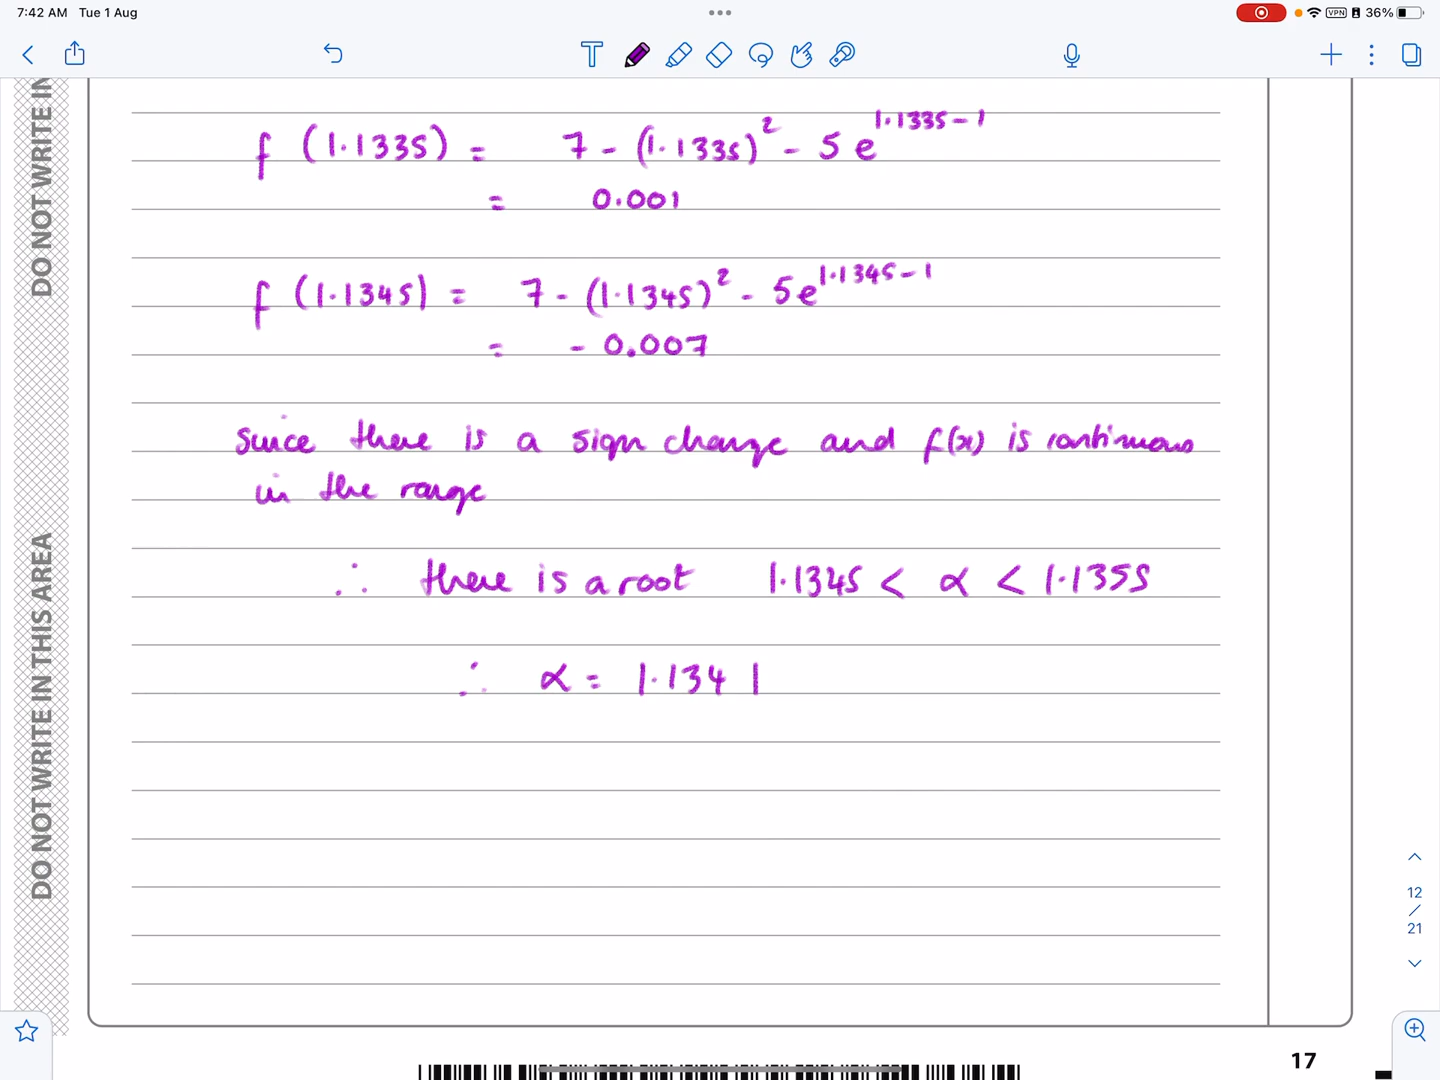 7:42 AM Tue 1 Aug
VPN 36%
DO NOT WRITE IN
f (1.1335) = 7 - (1.1335)² - 5e^{1.1335-1}
= 0.001
f (1.1345) = 7 - (1.1345)² - 5e^{1.1345-1}
= - 0.007
since there is a sign change and f(x) is continuous
in the range
∴ there is a root 1.1345 < α < 1.1355
∴ α = 1.134 |
DO NOT WRITE IN THIS AREA
12
/
21
17